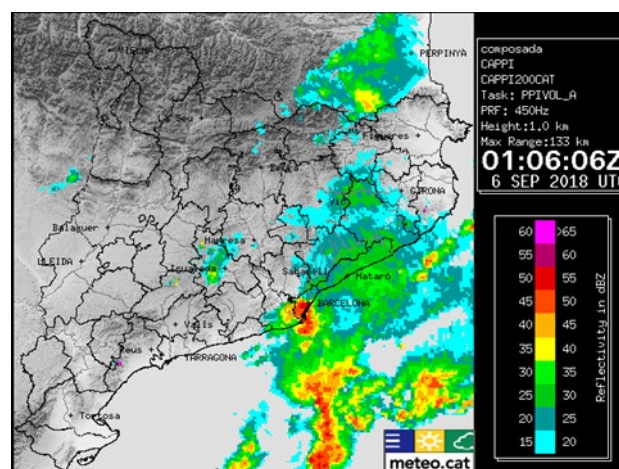 VIELHA
PERPINYA
Seu
Figueres
GIRONA
Vic
Balaguer
Manresa
LLEIDA
Igualada
Sabadell
Mataró
BARCELONA
Valls
Reus
TARRAGONA
Tortosa
meteo.cat
composada
CAPPI
CAPPI200CAT
Task: PPIVOL_A
PRF: 450Hz
Height:1.0 km
Max Range:133 km
01:06:06Z
6 SEP 2018 UTC
60 >65
55 60
50 55
45 50
40 45
35 40
30 35
25 30
20 25
15 20
Reflectivity in dBZ